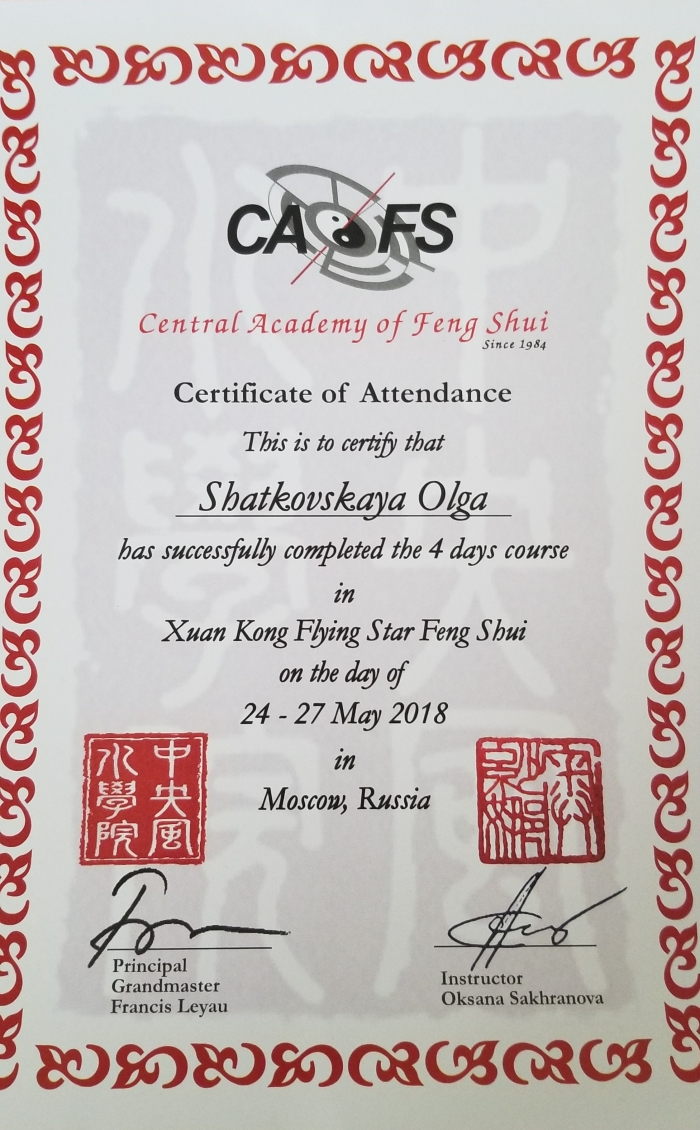 CAFS
Central Academy of Feng Shui
Since 1984
Certificate of Attendance
This is to certify that
Shatkovskaya Olga
has successfully completed the 4 days course
in
Xuan Kong Flying Star Feng Shui
on the day of
24 - 27 May 2018
in
Moscow, Russia
中央風
水學院
Principal
Grandmaster
Francis Leyau
Instructor
Oksana Sakhranova